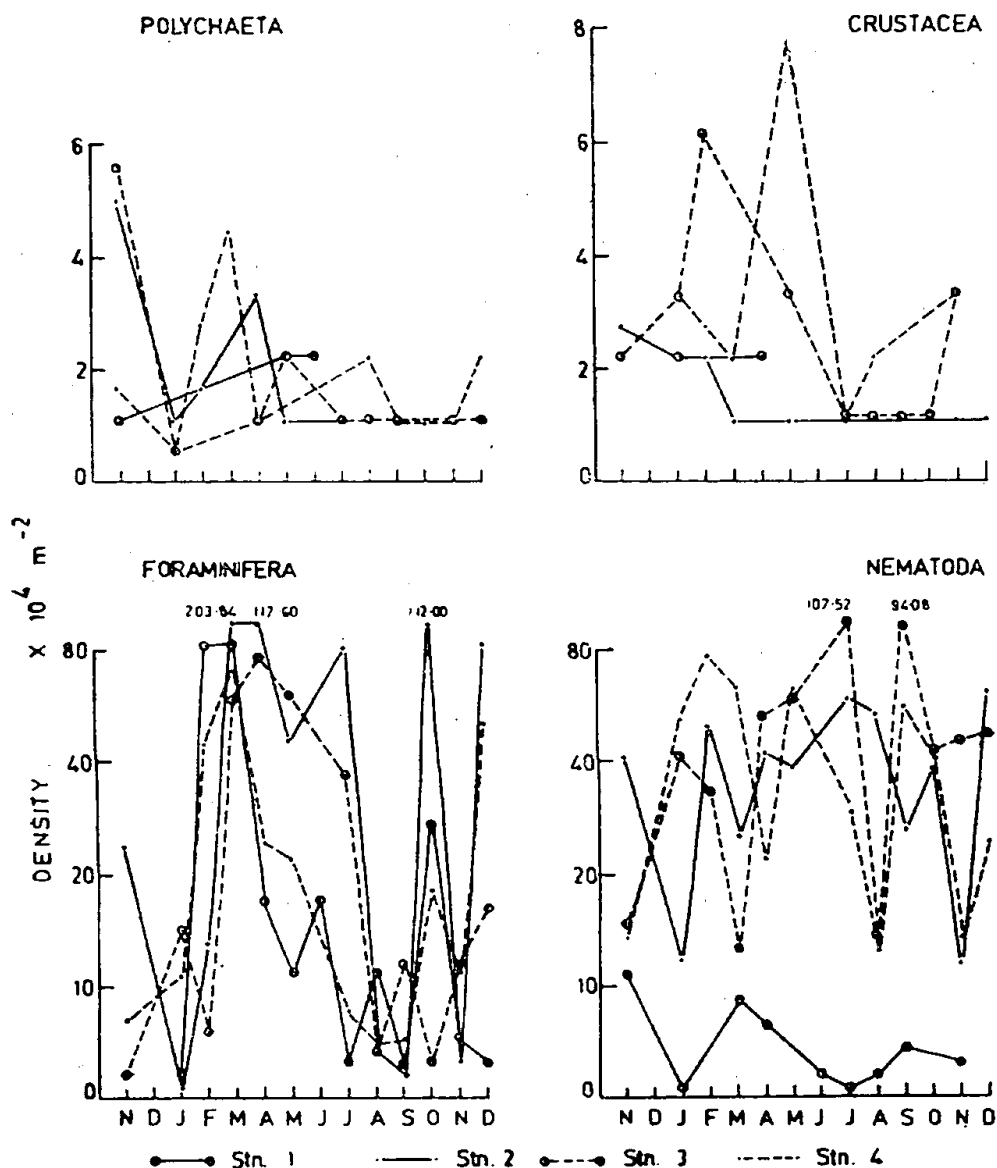 POLYCHAETA
CRUSTACEA
6
4
2
0
8
6
4
2
0
DENSITY X 10⁴ m⁻²
FORAMINIFERA
NEMATODA
203·84 117·60 112·00
107·52 94·08
80
40
20
10
0
80
40
20
10
0
N D J F M A M J J A S O N D
N D J F M A M J J A S O N D
Stn. 1 Stn. 2 Stn. 3 Stn. 4